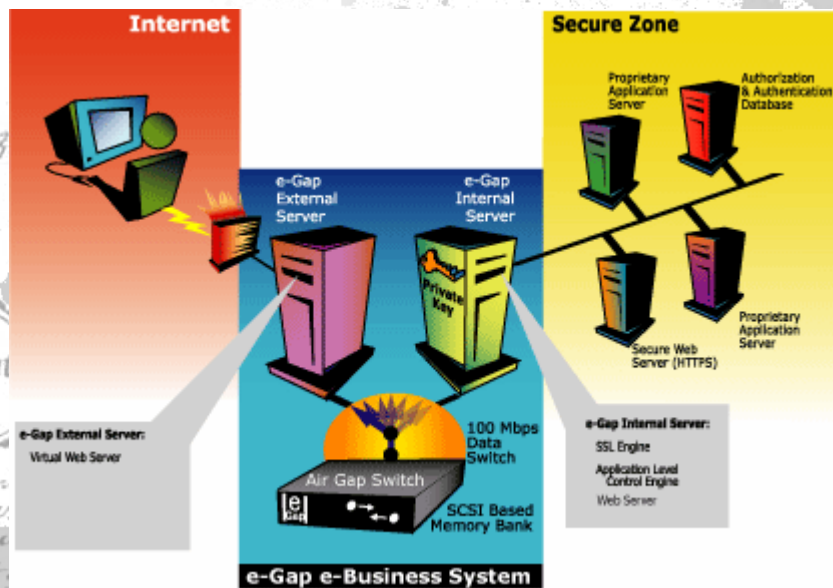 Internet
Secure Zone
Proprietary
Application
Server
Authorization
& Authentication
Database
e-Gap
External
Server
e-Gap
Internal
Server
Private
Key
Secure Web
Server (HTTPS)
Proprietary
Application
Server
e-Gap External Server:
Virtual Web Server
e-Gap Internal Server:
SSL Engine
Application Level
Control Engine
Web Server
100 Mbps
Data
Switch
Air Gap Switch
e
Gap
SCSI Based
Memory Bank
e-Gap e-Business System